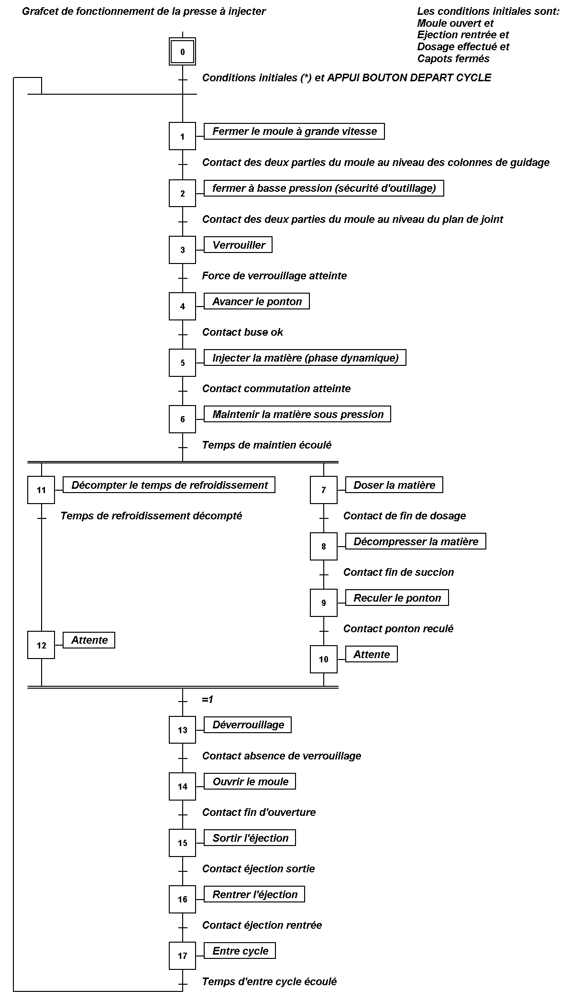 Grafcet de fonctionnement de la presse à injecter
Les conditions initiales sont:
Moule ouvert et
Ejection rentrée et
Dosage effectué et
Capots fermés
0
Conditions initiales (*) et APPUI BOUTON DEPART CYCLE
1 Fermer le moule à grande vitesse
Contact des deux parties du moule au niveau des colonnes de guidage
2 fermer à basse pression (sécurité d'outillage)
Contact des deux parties du moule au niveau du plan de joint
3 Verrouiller
Force de verrouillage atteinte
4 Avancer le ponton
Contact buse ok
5 Injecter la matière (phase dynamique)
Contact commutation atteinte
6 Maintenir la matière sous pression
Temps de maintien écoulé
11 Décompter le temps de refroidissement
Temps de refroidissement décompté
12 Attente
7 Doser la matière
Contact de fin de dosage
8 Décompresser la matière
Contact fin de succion
9 Reculer le ponton
Contact ponton reculé
10 Attente
=1
13 Déverrouillage
Contact absence de verrouillage
14 Ouvrir le moule
Contact fin d'ouverture
15 Sortir l'éjection
Contact éjection sortie
16 Rentrer l'éjection
Contact éjection rentrée
17 Entre cycle
Temps d'entre cycle écoulé